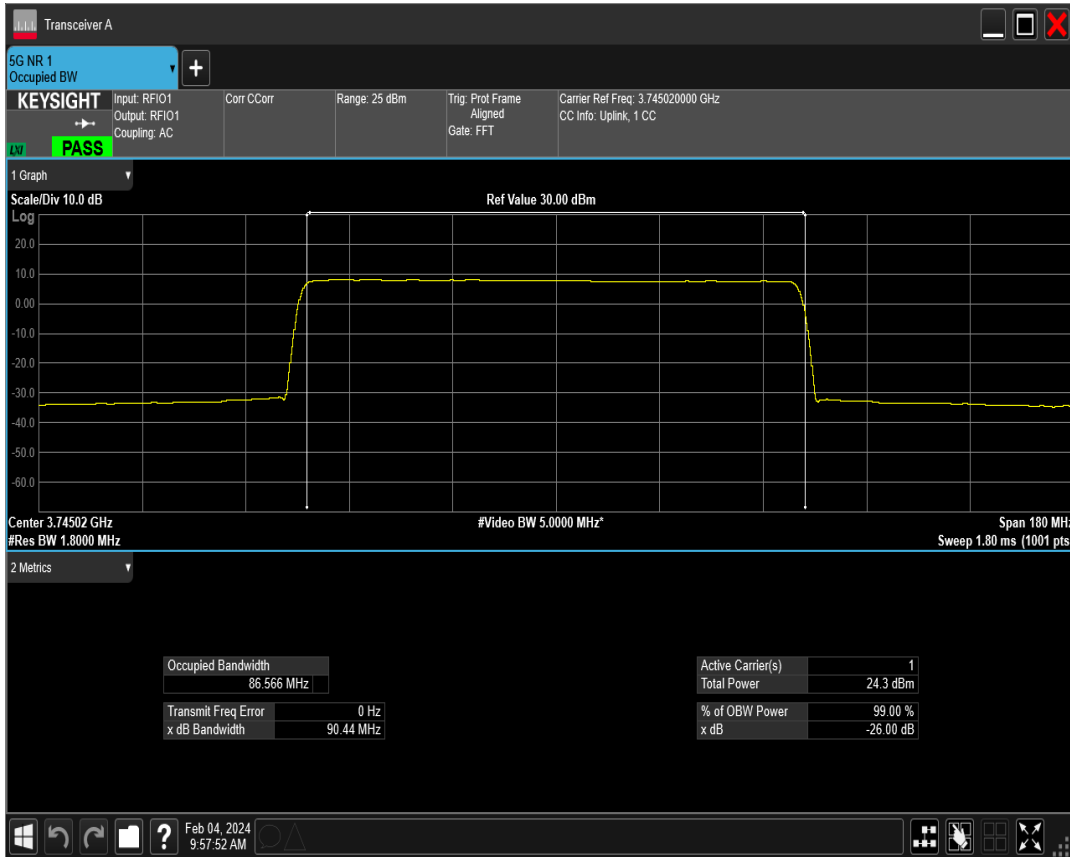 Transceiver A
5G NR 1
Occupied BW
+
KEYSIGHT
LXI
PASS
Input: RFIO1
Output: RFIO1
Coupling: AC
Corr CCorr
Range: 25 dBm
Trig: Prot Frame
Aligned
Gate: FFT
Carrier Ref Freq: 3.745020000 GHz
CC Info: Uplink, 1 CC
1 Graph
Scale/Div 10.0 dB
Ref Value 30.00 dBm
Log
20.0
10.0
0.00
-10.0
-20.0
-30.0
-40.0
-50.0
-60.0
Center 3.74502 GHz
#Video BW 5.0000 MHz*
Span 180 MHz
#Res BW 1.8000 MHz
Sweep 1.80 ms (1001 pts
2 Metrics
Occupied Bandwidth
86.566 MHz
Transmit Freq Error 0 Hz
x dB Bandwidth 90.44 MHz
Active Carrier(s) 1
Total Power 24.3 dBm
% of OBW Power 99.00 %
x dB -26.00 dB
?
Feb 04, 2024
9:57:52 AM